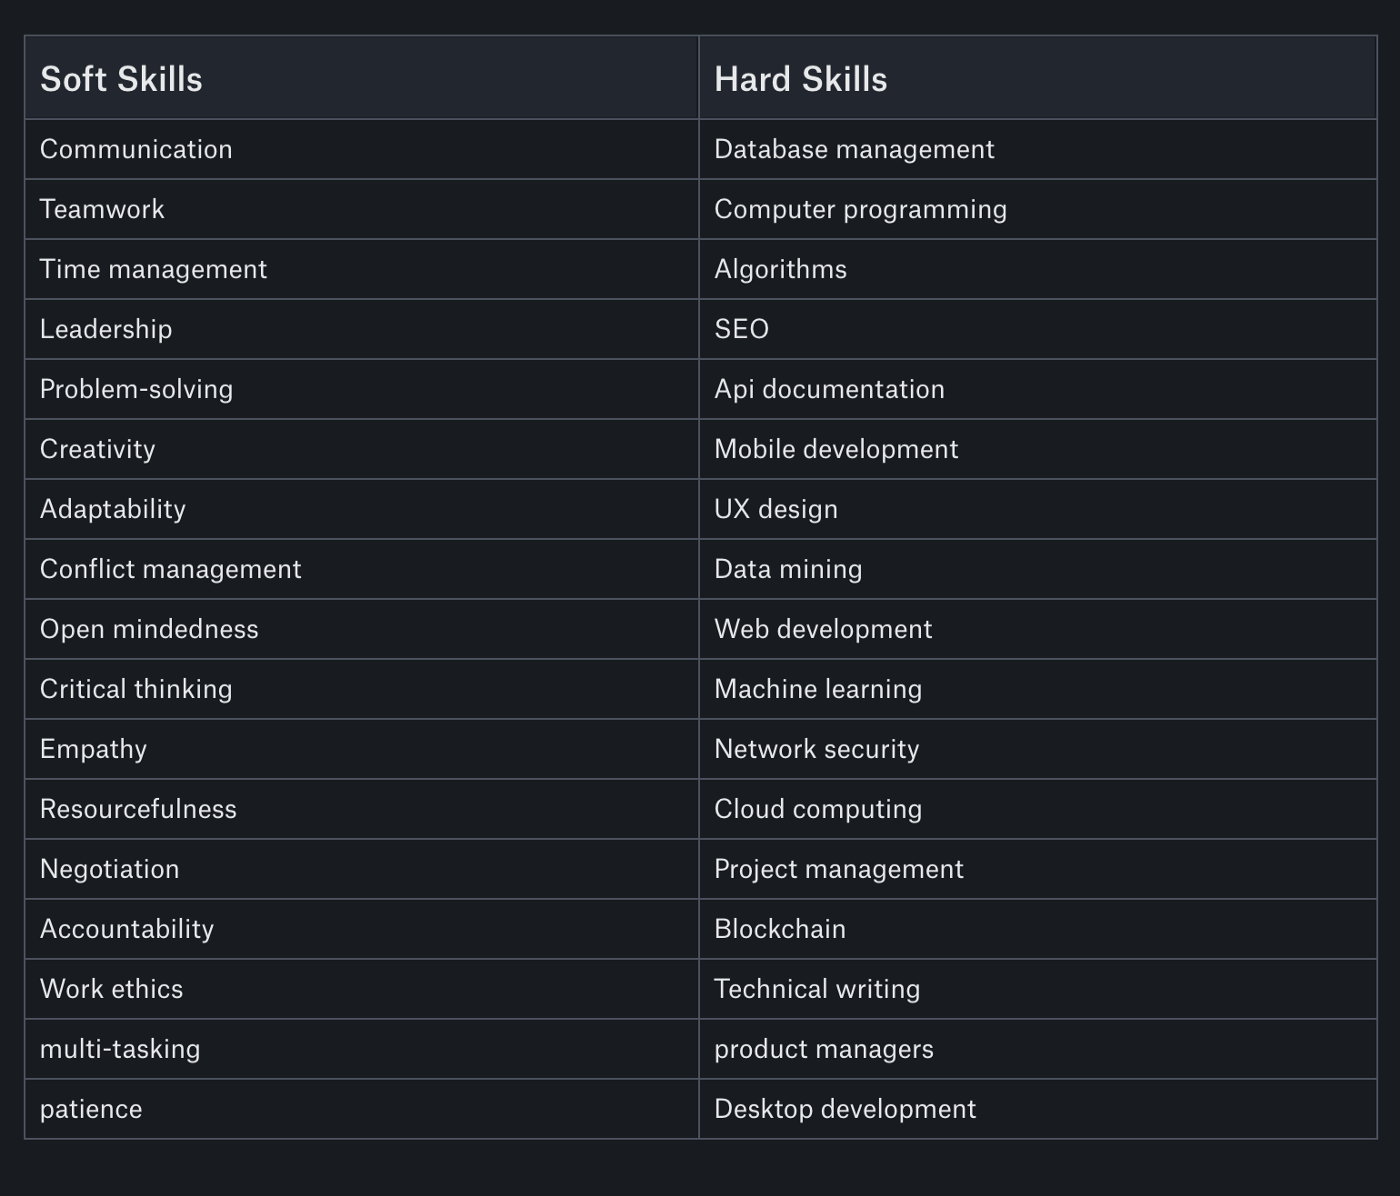 Soft Skills Hard Skills
Communication Database management
Teamwork Computer programming
Time management Algorithms
Leadership SEO
Problem-solving Api documentation
Creativity Mobile development
Adaptability UX design
Conflict management Data mining
Open mindedness Web development
Critical thinking Machine learning
Empathy Network security
Resourcefulness Cloud computing
Negotiation Project management
Accountability Blockchain
Work ethics Technical writing
multi-tasking product managers
patience Desktop development